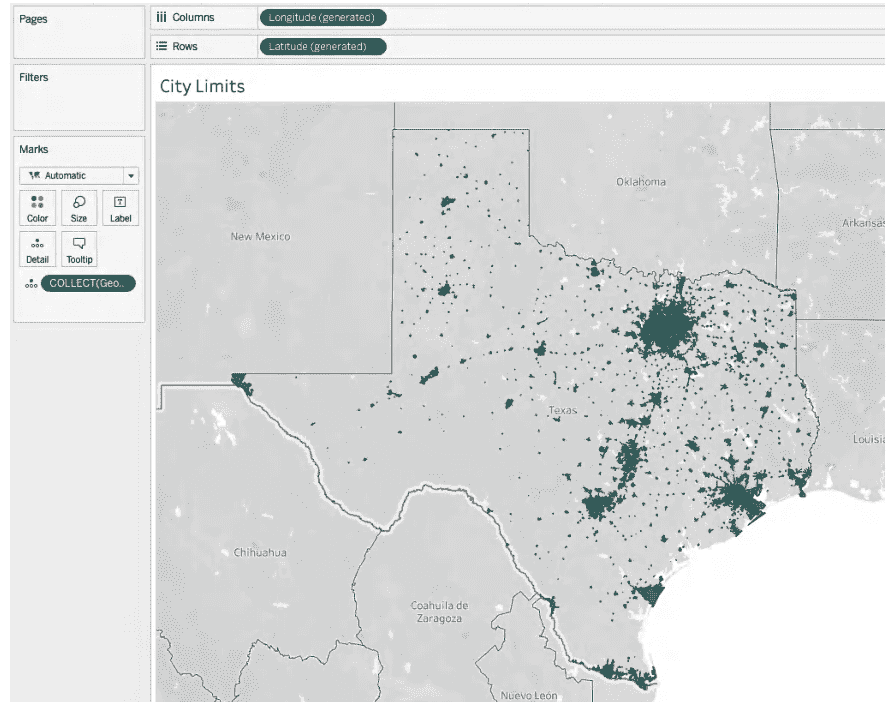 Pages
Columns
Longitude (generated)
Rows
Latitude (generated)
Filters
City Limits
Marks
Automatic
Color
Size
Label
Detail
Tooltip
COLLECT(Geo..
Oklahoma
New Mexico
Arkansas
Texas
Louisia
Chihuahua
Coahuila de
Zaragoza
Nuevo León